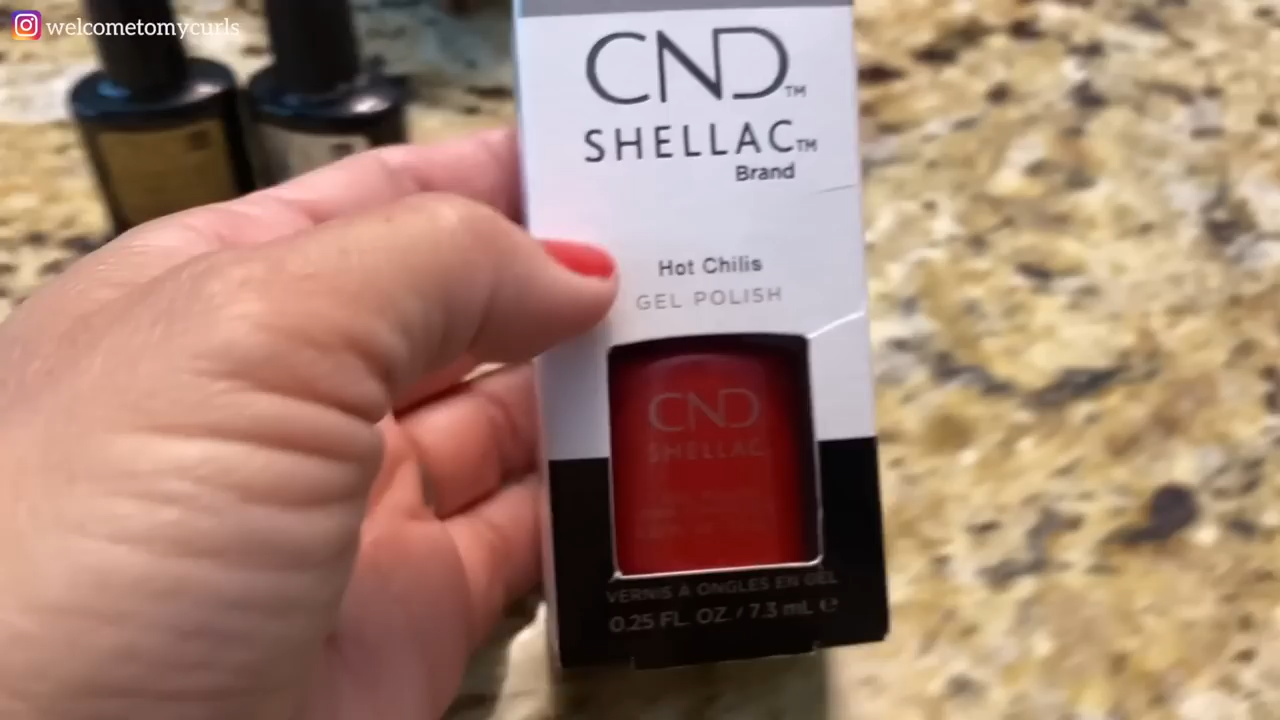 welcometomycurls
CND™
SHELLAC™
Brand
Hot Chilis
GEL POLISH
CND
SHELLAC
VERNIS À ONGLES EN GEL
0.25 FL. OZ. / 7.3 mL ℮